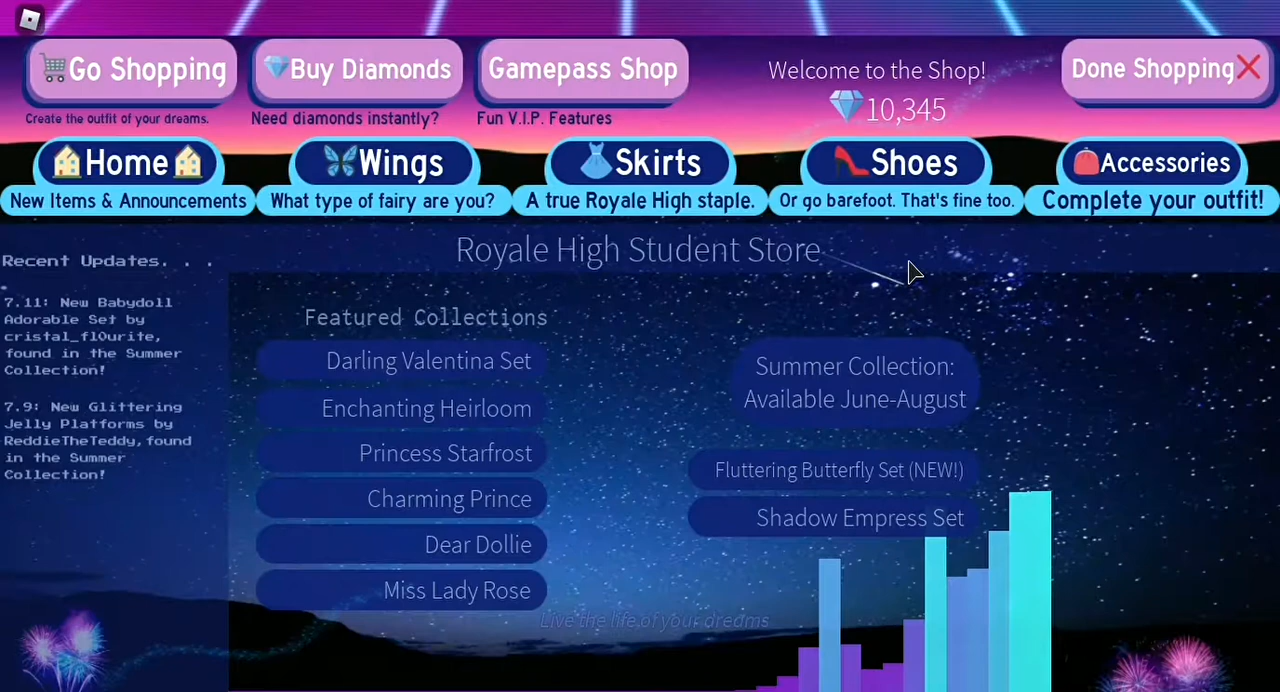 Go Shopping
Buy Diamonds
Gamepass Shop
Welcome to the Shop!
Done Shopping
10,345
Create the outfit of your dreams.
Need diamonds instantly?
Fun V.I.P. Features
Home
Wings
Skirts
Shoes
Accessories
New Items & Announcements
What type of fairy are you?
A true Royale High staple.
Or go barefoot. That's fine too.
Complete your outfit!
Royale High Student Store
Recent Updates. . .
7.11: New Babydoll
Adorable Set by
cristal_fl0urite,
found in the Summer
Collection!
7.9: New Glittering
Jelly Platforms by
ReddieTheTeddy,found
in the Summer
Collection!
Featured Collections
Darling Valentina Set
Enchanting Heirloom
Princess Starfrost
Charming Prince
Dear Dollie
Miss Lady Rose
Summer Collection:
Available June-August
Fluttering Butterfly Set (NEW!)
Shadow Empress Set
Live the life of your dreams